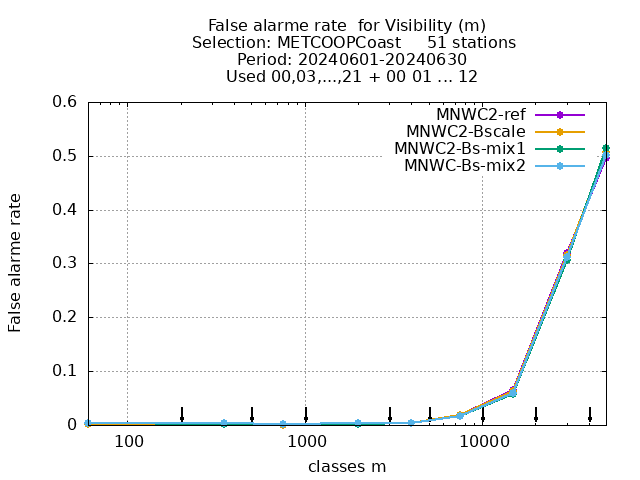 False alarme rate  for Visibility (m)
Selection: METCOOPCoast     51 stations
Period: 20240601-20240630
Used 00,03,...,21 + 00 01 ... 12
MNWC2-ref
MNWC2-Bscale
MNWC2-Bs-mix1
MNWC-Bs-mix2
False alarme rate
0.6
0.5
0.4
0.3
0.2
0.1
0
100
1000
10000
classes m